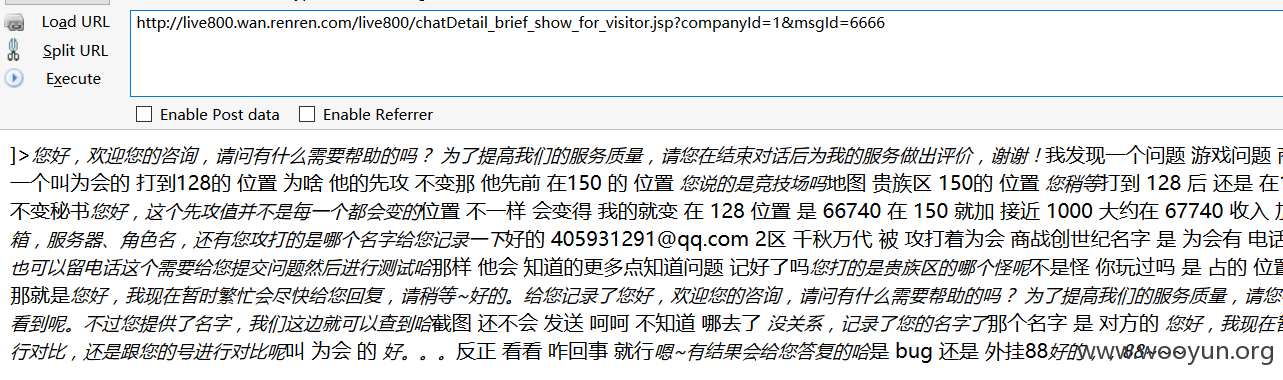 Load URL
http://live800.wan.renren.com/live800/chatDetail_brief_show_for_visitor.jsp?companyId=1&msgId=6666
Split URL
Execute
Enable Post data Enable Referrer
]>您好，欢迎您的咨询，请问有什么需要帮助的吗？ 为了提高我们的服务质量，请您在结束对话后为我的服务做出评价，谢谢！我发现一个问题 游戏问题
一个叫为会的 打到128的 位置 为啥 他的先攻 不变那 他先前 在150 的 位置 您说的是竞技场吗地图 贵族区 150的 位置 您稍等打到 128 后 还是 在
不变秘书您好，这个先攻值并不是每一个都会变的位置 不一样 会变得 我的就变 在 128 位置 是 66740 在 150 就加 接近 1000 大约在 67740 收入
箱，服务器、角色名，还有您攻打的是哪个名字给您记录一下好的 405931291@qq.com 2区 千秋万代 被 攻打着为会 商战创世纪名字 是 为会有 电话
也可以留电话这个需要给您提交问题然后进行测试哈那样 他会 知道的更多点知道问题 记好了吗您打的是贵族区的哪个怪呢不是怪 你玩过吗 是 占的 位置
那就是您好，我现在暂时繁忙会尽快给您回复，请稍等~好的。给您记录了您好，欢迎您的咨询，请问有什么需要帮助的吗？ 为了提高我们的服务质量，请您
看到呢。不过您提供了名字，我们这边就可以查到哈截图 还不会 发送 呵呵 不知道 哪去了 没关系，记录了您的名字了那个名字 是 对方的 您好，我现在暂
行对比，还是跟您的号进行对比呢叫 为会 的 好。。。反正 看看 咋回事 就行嗯~有结果会给您答复的哈是 bug 还是 外挂88好的，，88~~~
www.wooyun.org